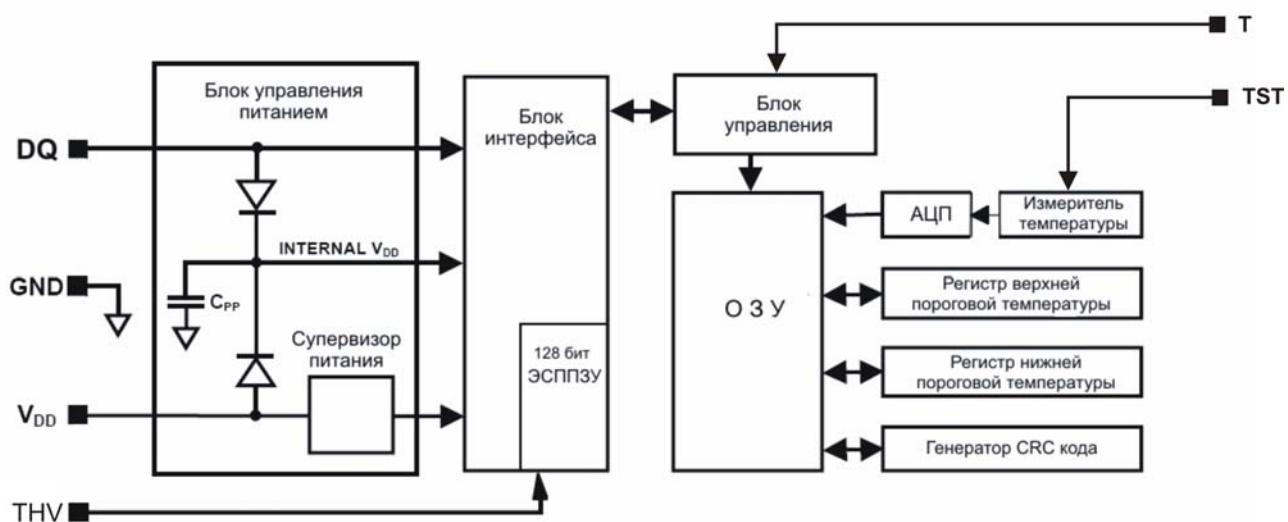 T
Блок управления
питанием
Блок
интерфейса
Блок
управления
TST
DQ
АЦП
Измеритель
температуры
INTERNAL VDD
GND
CPP
О З У
Регистр верхней
пороговой температуры
Супервизор
питания
128 бит
ЭСППЗУ
Регистр нижней
пороговой температуры
VDD
Генератор CRC кода
THV